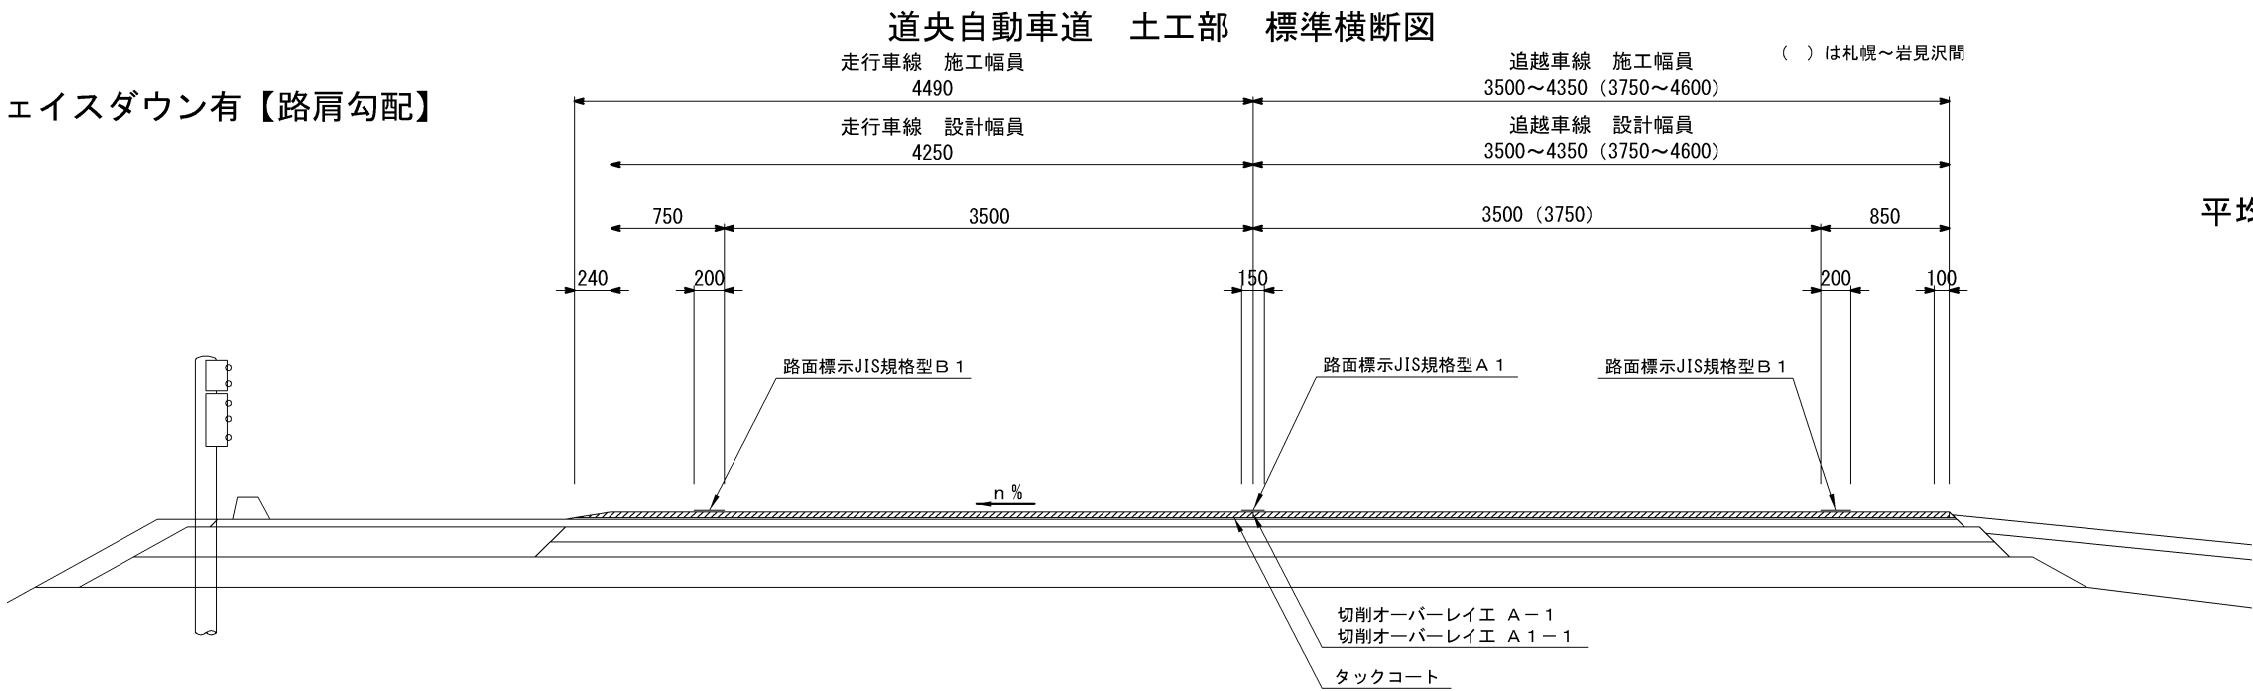 道央自動車道　土工部　標準横断図
（　）は札幌～岩見沢間
ェイスダウン有【路肩勾配】
走行車線　施工幅員
4490
追越車線　施工幅員
3500～4350（3750～4600）
走行車線　設計幅員
4250
追越車線　設計幅員
3500～4350（3750～4600）
750
3500
3500（3750）
850
平均
240
200
150
200
100
路面標示JIS規格型Ｂ１
路面標示JIS規格型Ａ１
路面標示JIS規格型Ｂ１
n %
切削オーバーレイ工 Ａ－１
切削オーバーレイ工 Ａ１－１
タックコート